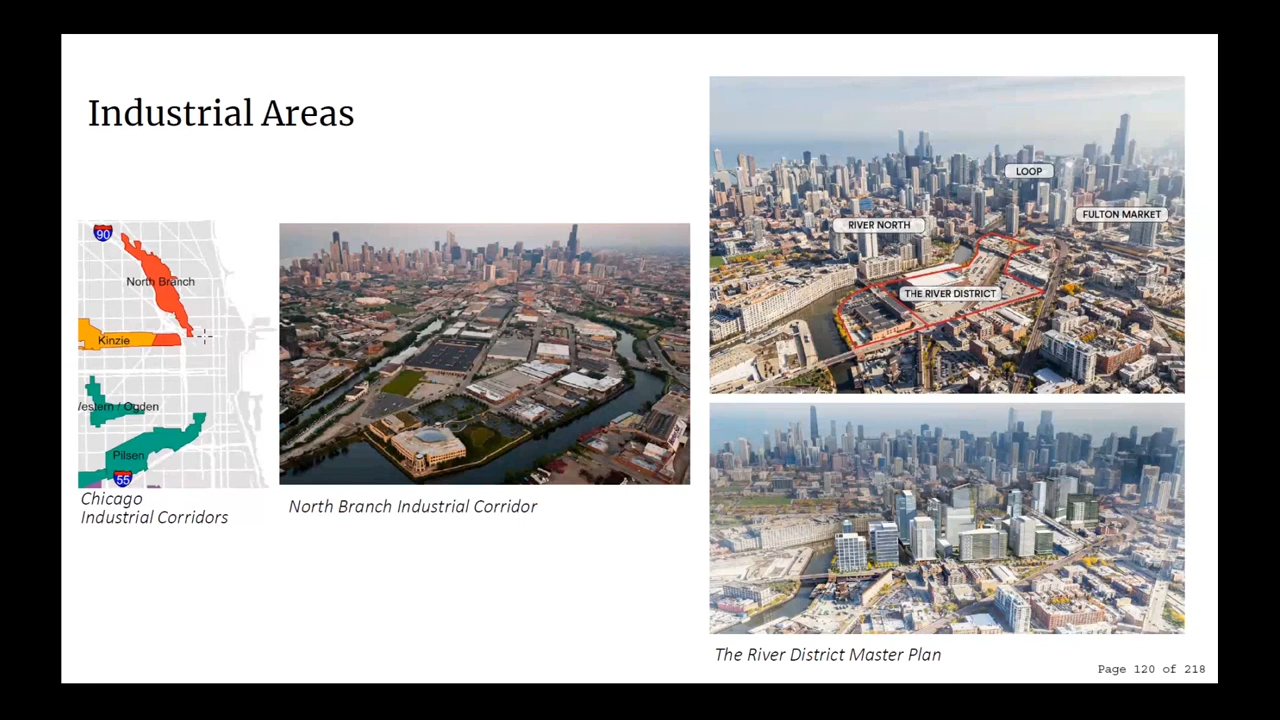 Industrial Areas
90
North Branch
Kinzie
estern / Ogden
Pilsen
55
Chicago
Industrial Corridors
North Branch Industrial Corridor
LOOP
FULTON MARKET
RIVER NORTH
THE RIVER DISTRICT
The River District Master Plan
Page 120 of 218